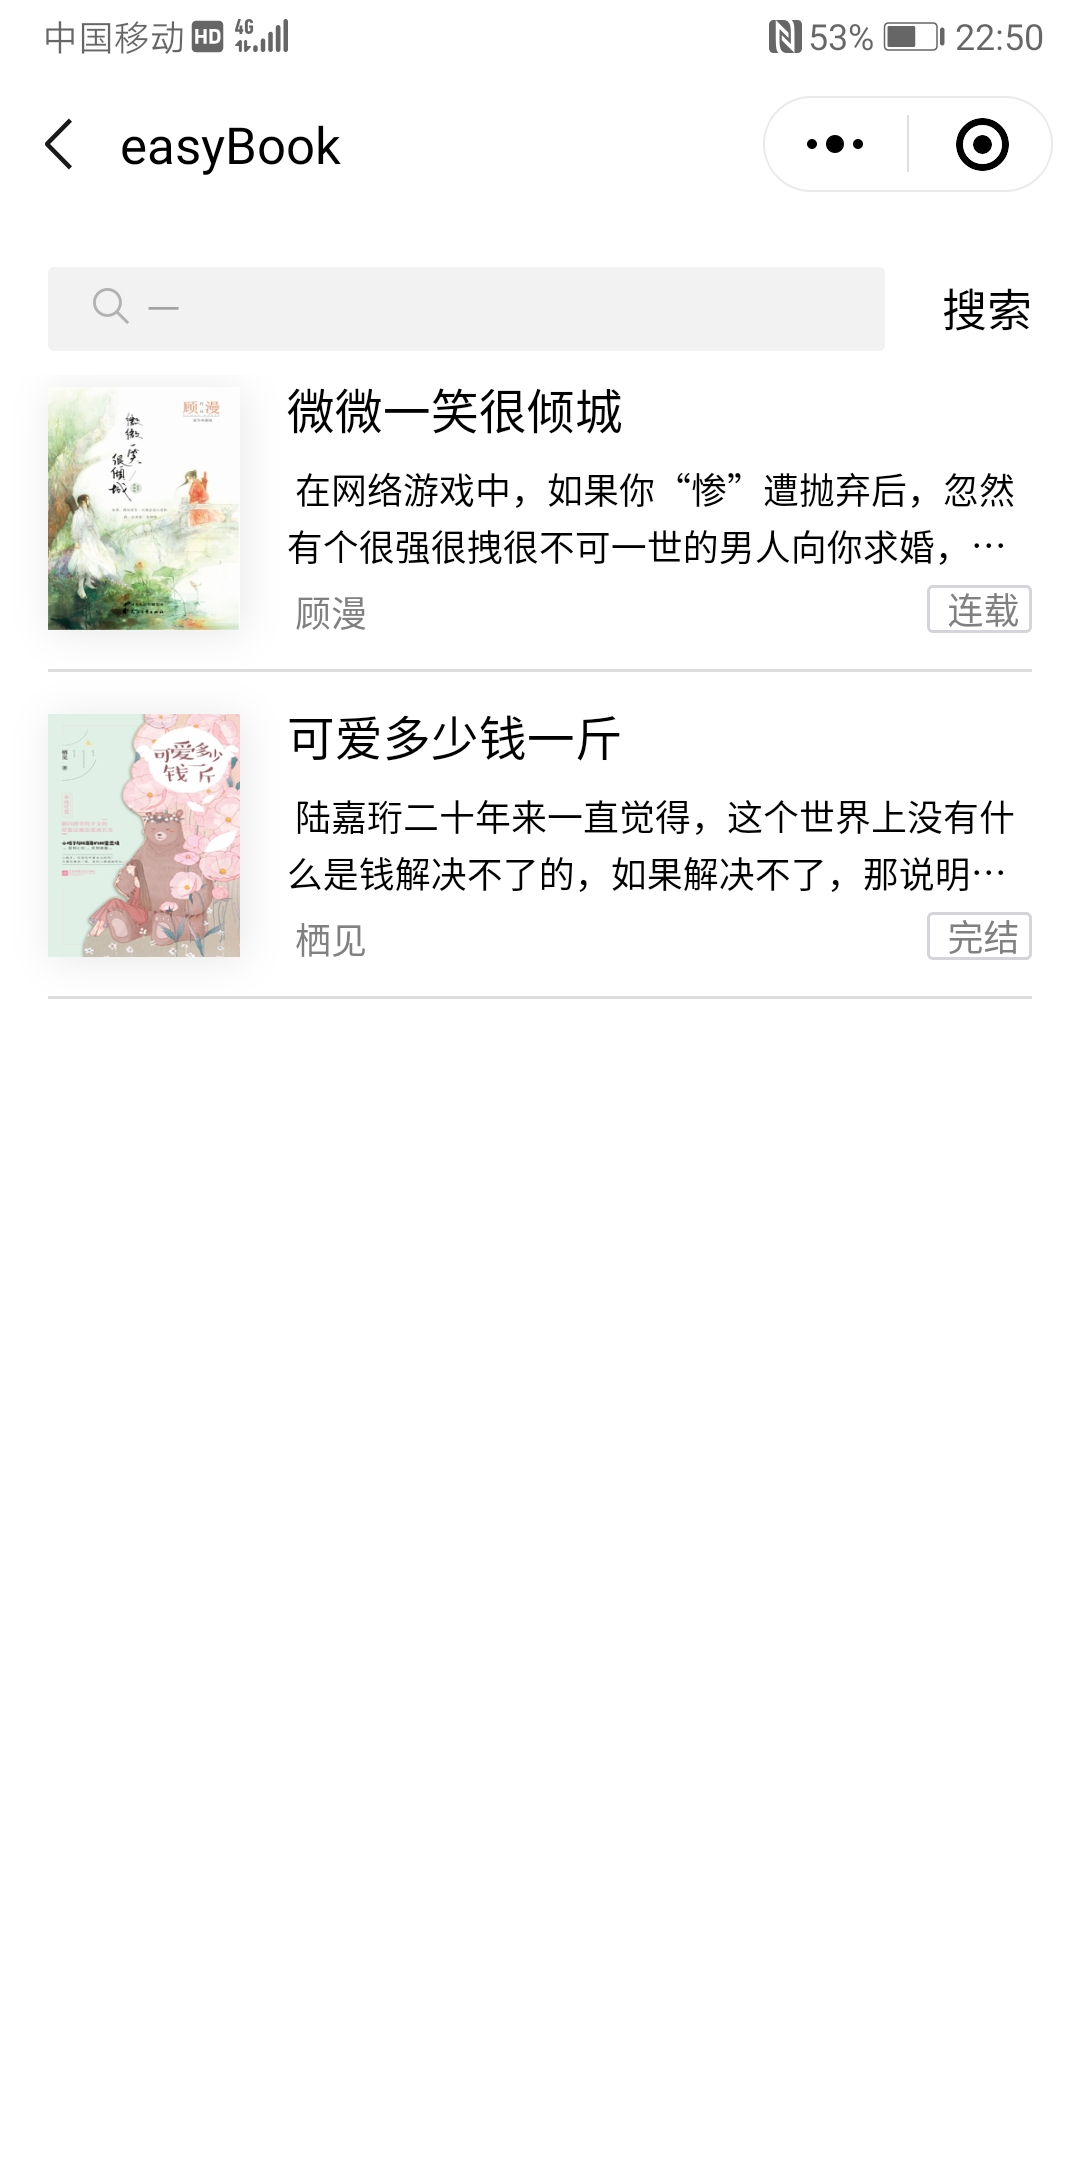 中国移动 HD 4G 53% 22:50
easyBook
一 搜索
顾漫
微微一笑很倾城
微微一笑很倾城
在网络游戏中，如果你“惨”遭抛弃后，忽然
有个很强很拽很不可一世的男人向你求婚，…
顾漫 连载
可爱多少
钱一斤
栖见 著
可爱多少钱一斤
陆嘉珩二十年来一直觉得，这个世界上没有什
么是钱解决不了的，如果解决不了，那说明…
栖见 完结